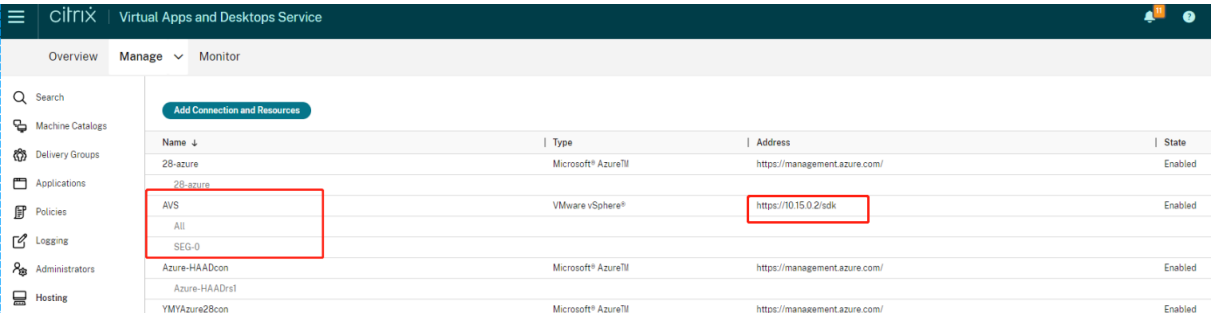 citrix | Virtual Apps and Desktops Service 11 ?
Overview Manage Monitor
Search
Machine Catalogs
Delivery Groups
Applications
Policies
Logging
Administrators
Hosting
Add Connection and Resources
Name ↓ | Type | Address | State
28-azure Microsoft® Azure™ https://management.azure.com/ Enabled
28-azure
AVS VMware vSphere® https://10.15.0.2/sdk Enabled
All
SEG-0
Azure-HAADcon Microsoft® Azure™ https://management.azure.com/ Enabled
Azure-HAADrs1
YMYAzure28con Microsoft® Azure™ https://management.azure.com/ Enabled